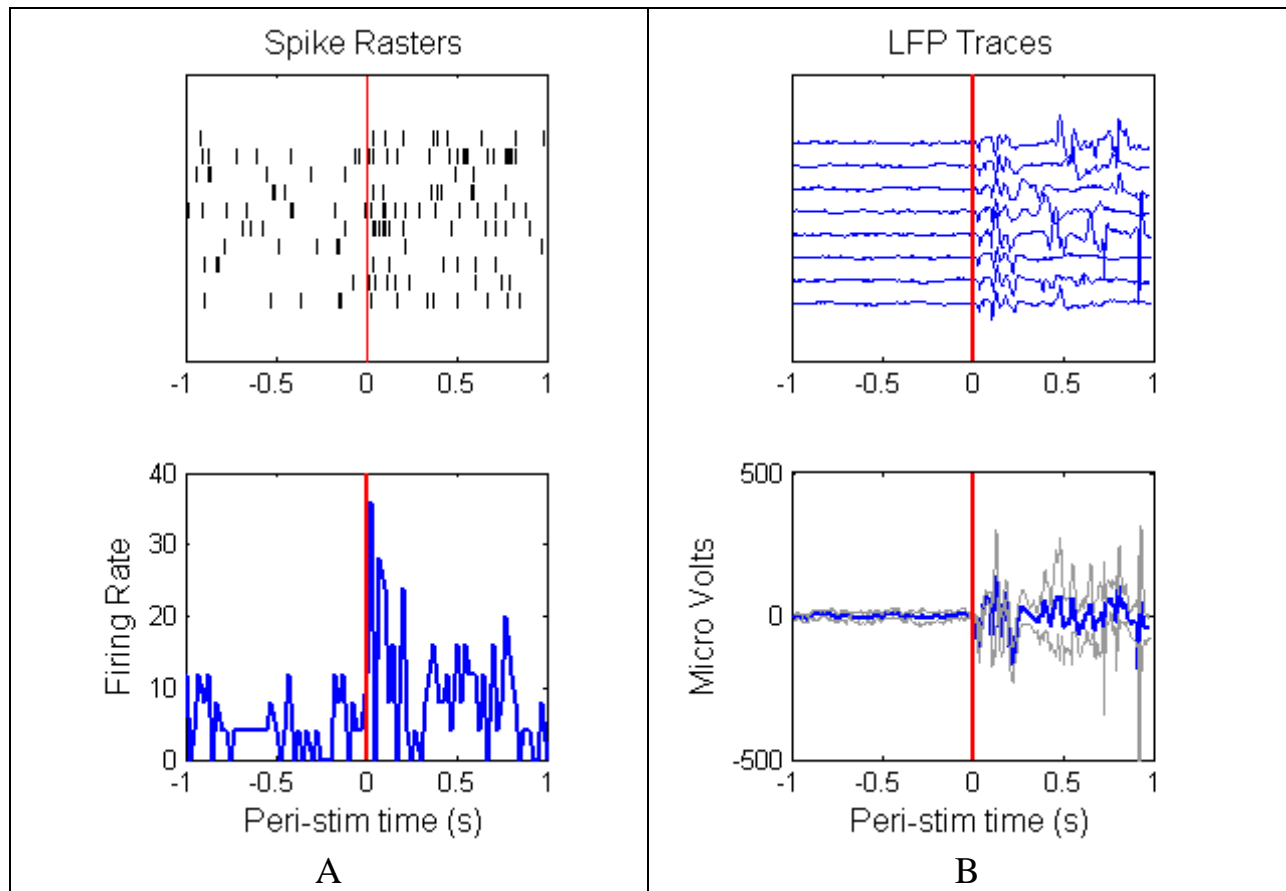 Spike Rasters
-1 -0.5 0 0.5 1
40
30
20
10
0
Firing Rate
-1 -0.5 0 0.5 1
Peri-stim time (s)
A
LFP Traces
-1 -0.5 0 0.5 1
500
0
-500
Micro Volts
-1 -0.5 0 0.5 1
Peri-stim time (s)
B